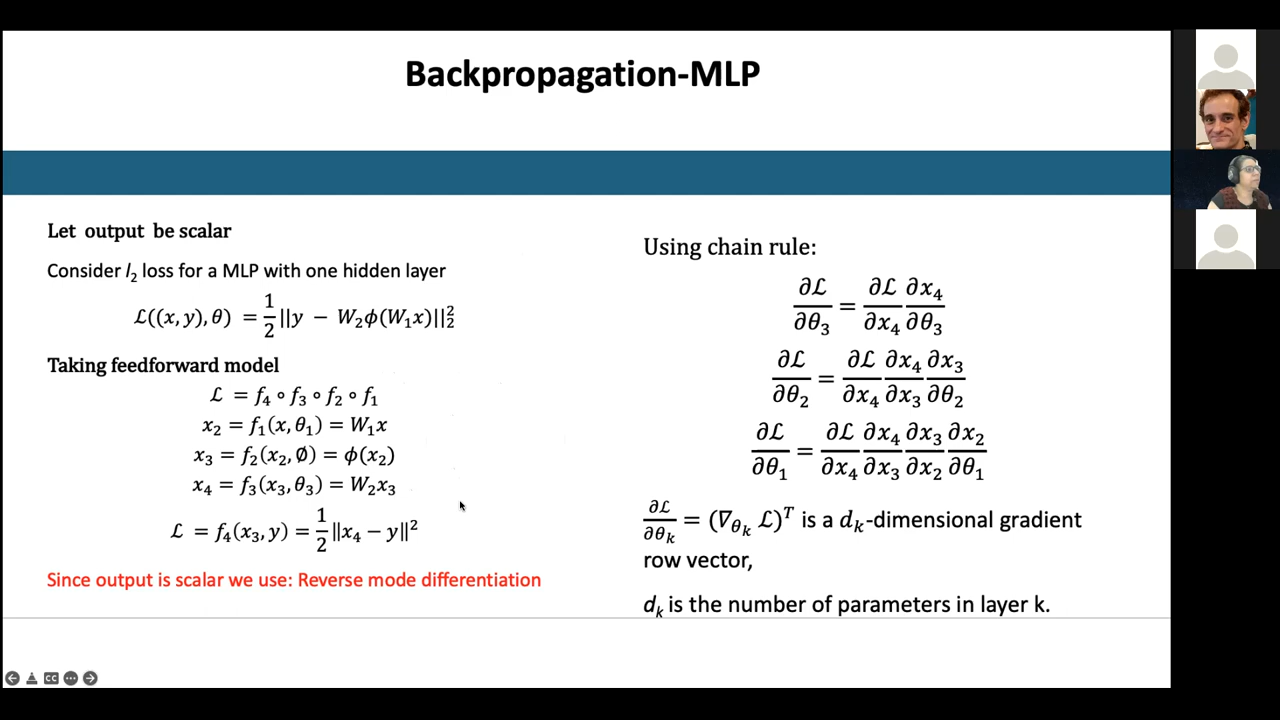 Backpropagation-MLP
Let output be scalar
Consider l₂ loss for a MLP with one hidden layer
ℒ((x, y), θ) = 1/2 ||y − W₂ϕ(W₁x)||₂²
Taking feedforward model
ℒ = f₄ ∘ f₃ ∘ f₂ ∘ f₁
x₂ = f₁(x, θ₁) = W₁x
x₃ = f₂(x₂, ∅) = ϕ(x₂)
x₄ = f₃(x₃, θ₃) = W₂x₃
ℒ = f₄(x₃, y) = 1/2 ‖x₄ − y‖²
Since output is scalar we use: Reverse mode differentiation
Using chain rule:
∂ℒ/∂θ₃ = ∂ℒ/∂x₄ ∂x₄/∂θ₃
∂ℒ/∂θ₂ = ∂ℒ/∂x₄ ∂x₄/∂x₃ ∂x₃/∂θ₂
∂ℒ/∂θ₁ = ∂ℒ/∂x₄ ∂x₄/∂x₃ ∂x₃/∂x₂ ∂x₂/∂θ₁
∂ℒ/∂θₖ = (∇θₖ ℒ)ᵀ is a dₖ-dimensional gradient
row vector,
dₖ is the number of parameters in layer k.
CC